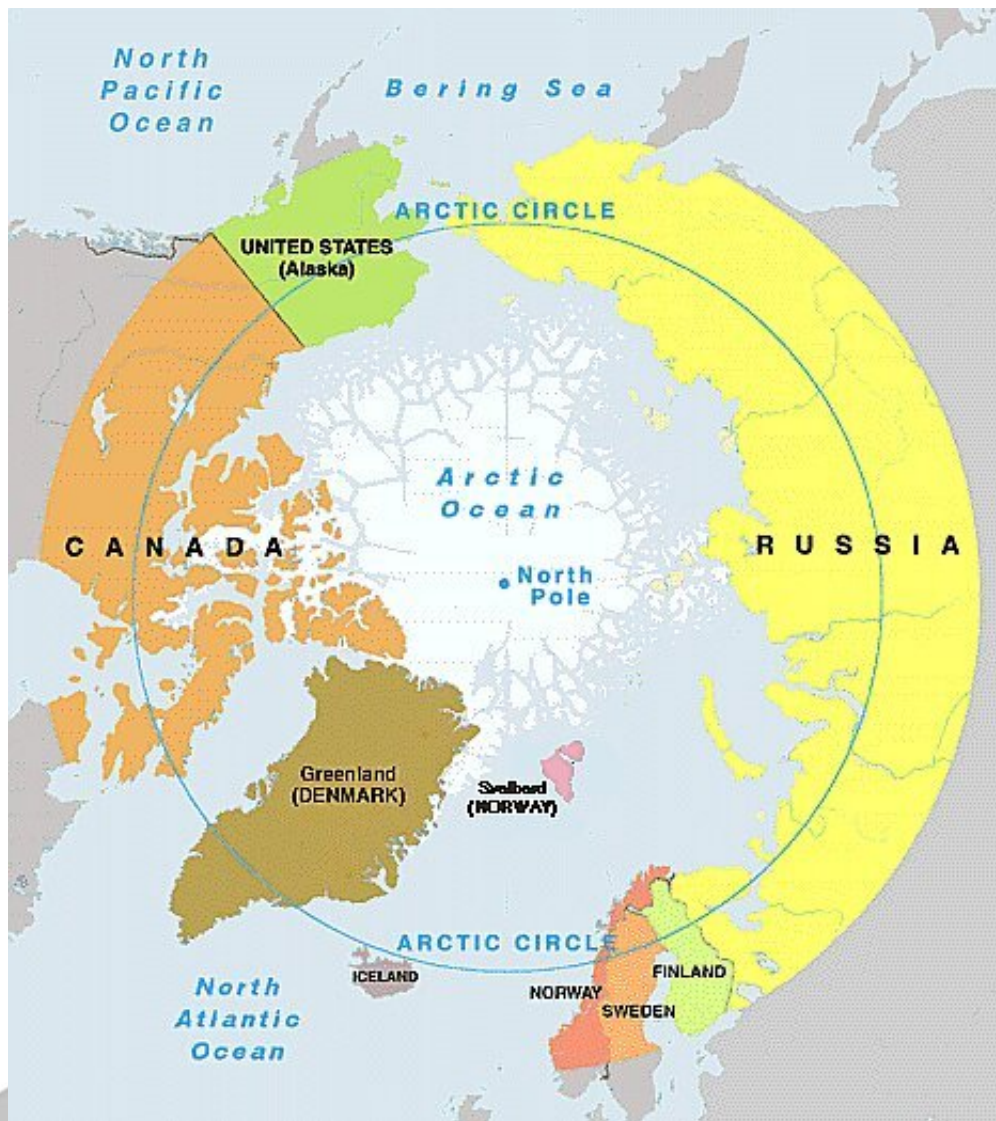 North
Pacific
Ocean
Bering Sea
ARCTIC CIRCLE
UNITED STATES
(Alaska)
Arctic
Ocean
CANADA
RUSSIA
North
Pole
Greenland
(DENMARK)
Svalbard
(NORWAY)
ARCTIC CIRCLE
ICELAND
FINLAND
NORWAY
SWEDEN
North
Atlantic
Ocean